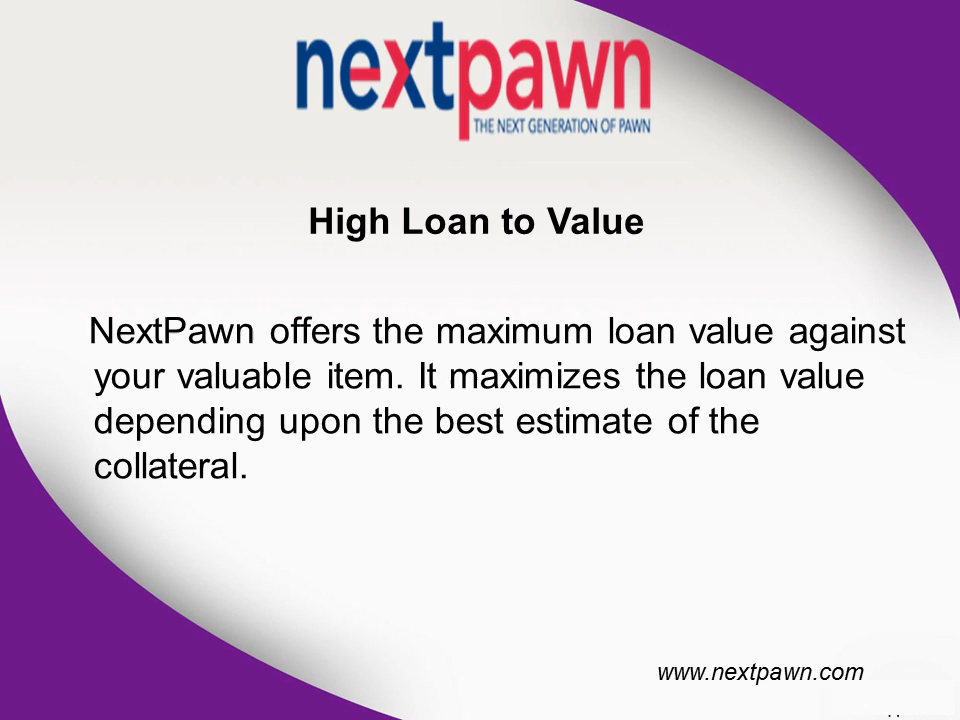 nextpawn
THE NEXT GENERATION OF PAWN
High Loan to Value
NextPawn offers the maximum loan value against
your valuable item. It maximizes the loan value
depending upon the best estimate of the
collateral.
www.nextpawn.com